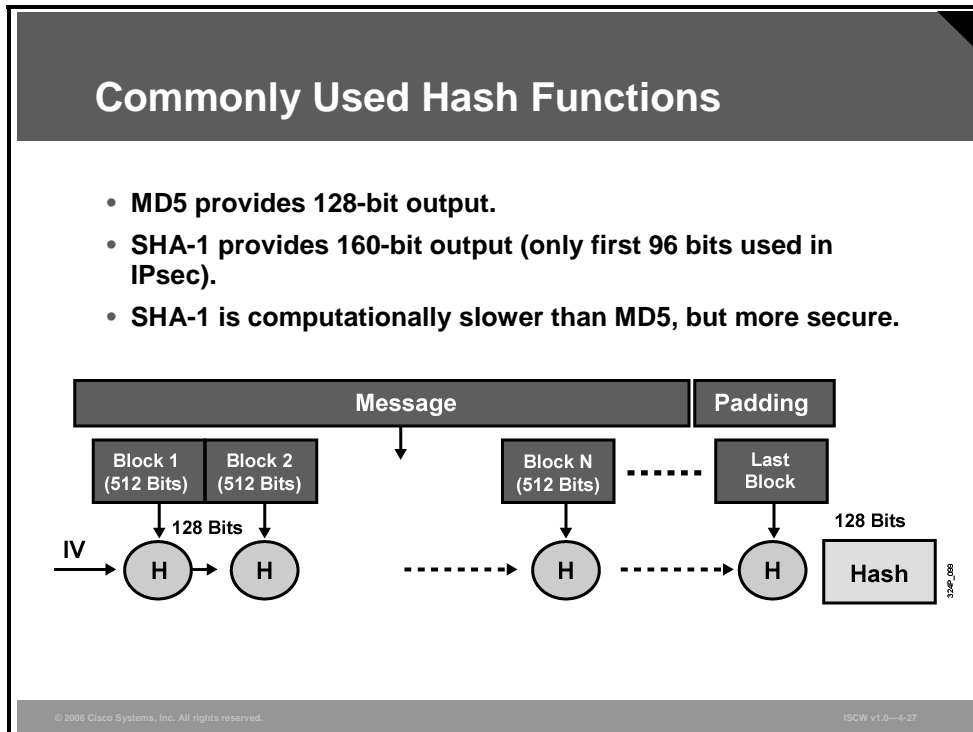 Commonly Used Hash Functions
• MD5 provides 128-bit output.
• SHA-1 provides 160-bit output (only first 96 bits used in
IPsec).
• SHA-1 is computationally slower than MD5, but more secure.
Message
Padding
Block 1
(512 Bits)
Block 2
(512 Bits)
Block N
(512 Bits)
Last
Block
128 Bits
128 Bits
IV
H
H
H
H
Hash
324P_099
© 2006 Cisco Systems, Inc. All rights reserved.
ISCW v1.0—4-27